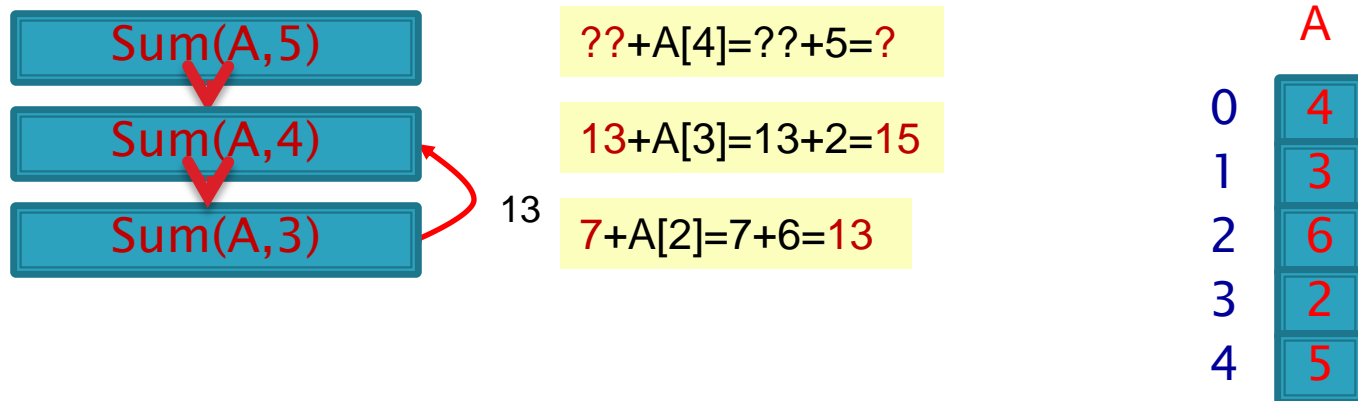 Sum(A,5)
??+A[4]=??+5=?
Sum(A,4)
13+A[3]=13+2=15
13
Sum(A,3)
7+A[2]=7+6=13
A
0 4
1 3
2 6
3 2
4 5